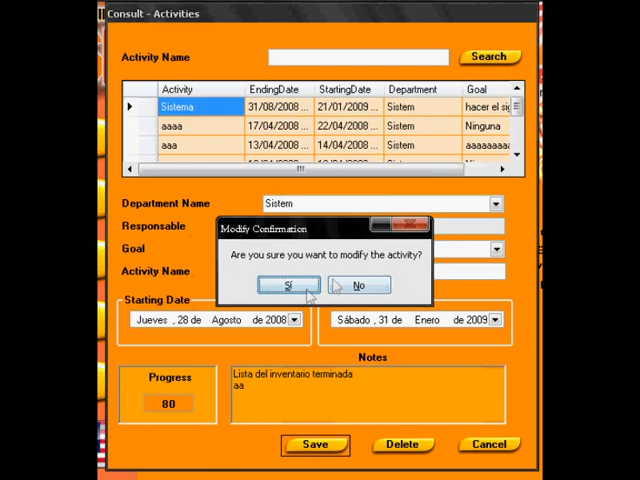 Consult - Activities
Activity Name
Search
Activity EndingDate StartingDate Department Goal
Sistema 31/08/2008 ... 21/01/2009 ... Sistem hacer el sig
aaaa 17/04/2008 ... 22/04/2008 ... Sistem Ninguna
aaa 13/04/2008 ... 14/04/2008 ... Sistem aaaaaaaaa
Department Name Sistem
Modify Confirmation
Responsable
Are you sure you want to modify the activity?
Goal
Activity Name
Sí No
Starting Date
Jueves , 28 de Agosto de 2008
Sábado , 31 de Enero de 2009
Notes
Progress
80
Lista del inventario terminada
aa
Save Delete Cancel